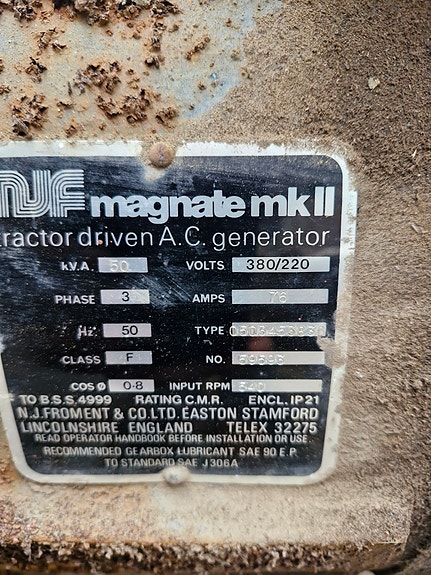 NJF magnate mk II
tractor driven A.C. generator
kV.A. 50 VOLTS 380/220
PHASE 3 AMPS 76
Hz 50 TYPE
CLASS F NO.
COS Ø 0·8 INPUT RPM 540
TO B.S.S.4999 RATING C.M.R. ENCL.IP21
N.J.FROMENT & CO.LTD. EASTON STAMFORD
LINCOLNSHIRE ENGLAND TELEX 32275
READ OPERATOR HANDBOOK BEFORE INSTALLATION OR USE
RECOMMENDED GEARBOX LUBRICANT SAE 90 E.P.
TO STANDARD SAE J306A